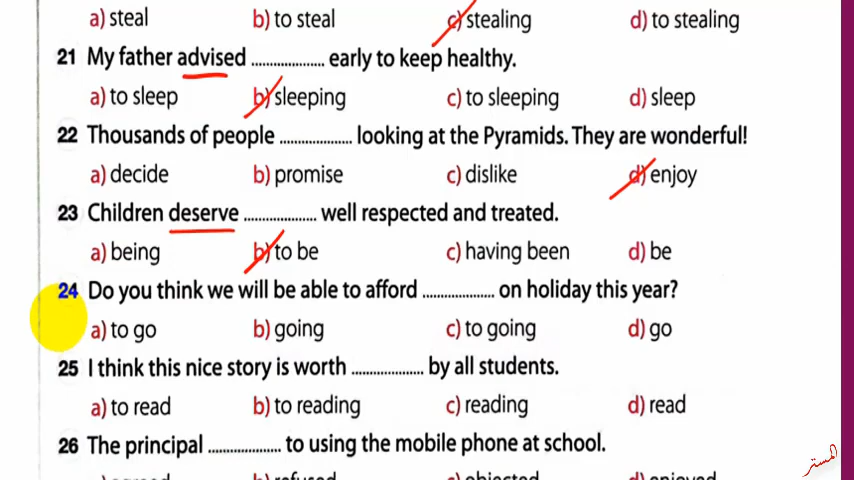 a) steal b) to steal c) stealing d) to stealing
21 My father advised .................... early to keep healthy.
a) to sleep b) sleeping c) to sleeping d) sleep
22 Thousands of people .................... looking at the Pyramids. They are wonderful!
a) decide b) promise c) dislike d) enjoy
23 Children deserve .................... well respected and treated.
a) being b) to be c) having been d) be
24 Do you think we will be able to afford .................... on holiday this year?
a) to go b) going c) to going d) go
25 I think this nice story is worth .................... by all students.
a) to read b) to reading c) reading d) read
26 The principal .................... to using the mobile phone at school.
المستر